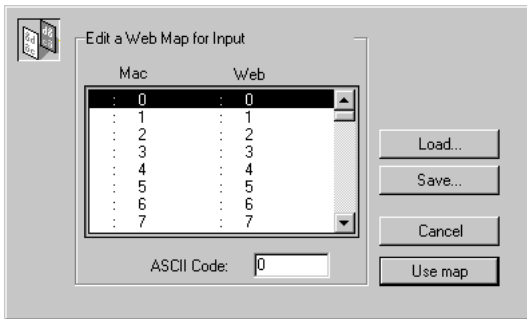 Edit a Web Map for Input
Mac Web
: 0 : 0
: 1 : 1
: 2 : 2
: 3 : 3
: 4 : 4
: 5 : 5
: 6 : 6
: 7 : 7
ASCII Code: 0
Load...
Save...
Cancel
Use map